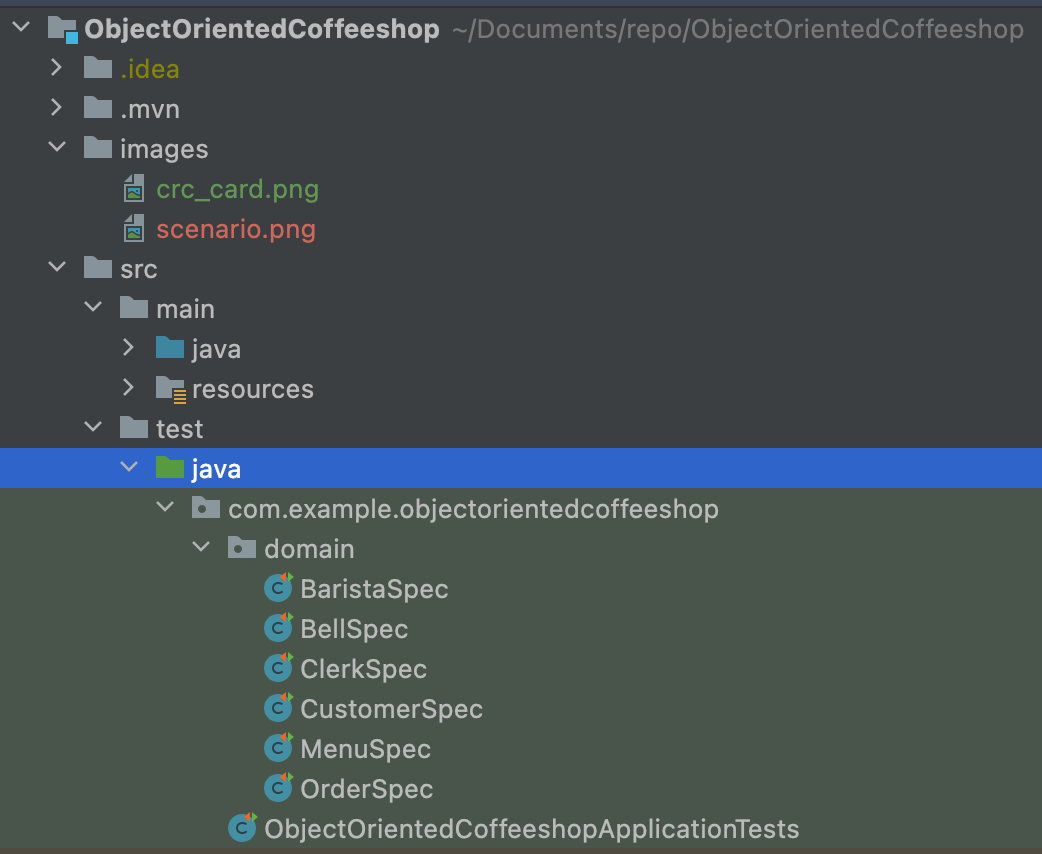 ObjectOrientedCoffeeshop ~/Documents/repo/ObjectOrientedCoffeeshop
.idea
.mvn
images
crc_card.png
scenario.png
src
main
java
resources
test
java
com.example.objectorientedcoffeeshop
domain
C BaristaSpec
C BellSpec
C ClerkSpec
C CustomerSpec
C MenuSpec
C OrderSpec
C ObjectOrientedCoffeeshopApplicationTests